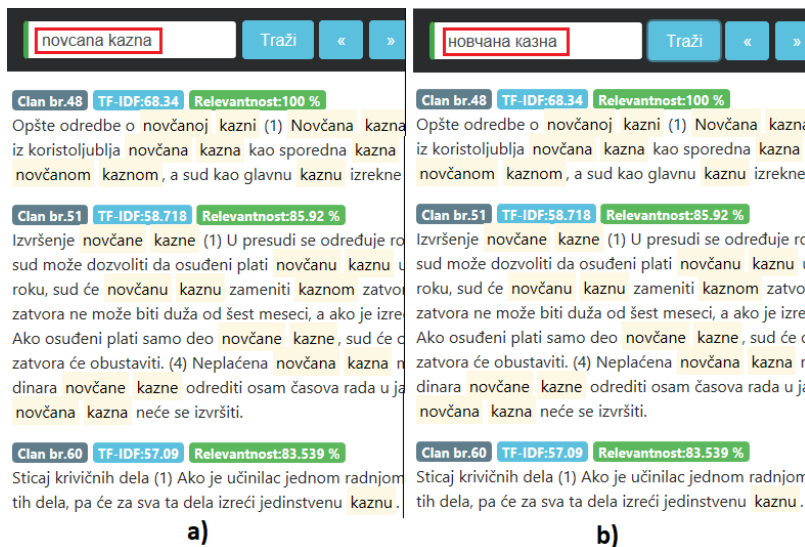 novcana kazna Traži « »
Clan br.48 TF-IDF:68.34 Relevantnost:100 %
Opšte odredbe o novčanoj kazni (1) Novčana kazna
iz koristoljublja novčana kazna kao sporedna kazna
novčanom kaznom, a sud kao glavnu kaznu izrekne
Clan br.51 TF-IDF:58.718 Relevantnost:85.92 %
Izvršenje novčane kazne (1) U presudi se određuje ro
sud može dozvoliti da osuđeni plati novčanu kaznu u
roku, sud će novčanu kaznu zameniti kaznom zatvo
zatvora ne može biti duža od šest meseci, a ako je izre
Ako osuđeni plati samo deo novčane kazne, sud će
zatvora će obustaviti. (4) Neplaćena novčana kazna
dinara novčane kazne odrediti osam časova rada u ja
novčana kazna neće se izvršiti.
Clan br.60 TF-IDF:57.09 Relevantnost:83.539 %
Sticaj krivičnih dela (1) Ako je učinilac jednom radnjom
tih dela, pa će za sva ta dela izreći jedinstvenu kaznu.
a)
новчана казна Traži « »
Clan br.48 TF-IDF:68.34 Relevantnost:100 %
Opšte odredbe o novčanoj kazni (1) Novčana kazna
iz koristoljublja novčana kazna kao sporedna kazna
novčanom kaznom, a sud kao glavnu kaznu izrekne
Clan br.51 TF-IDF:58.718 Relevantnost:85.92 %
Izvršenje novčane kazne (1) U presudi se određuje ro
sud može dozvoliti da osuđeni plati novčanu kaznu u
roku, sud će novčanu kaznu zameniti kaznom zatvo
zatvora ne može biti duža od šest meseci, a ako je izre
Ako osuđeni plati samo deo novčane kazne, sud će
zatvora će obustaviti. (4) Neplaćena novčana kazna
dinara novčane kazne odrediti osam časova rada u ja
novčana kazna neće se izvršiti.
Clan br.60 TF-IDF:57.09 Relevantnost:83.539 %
Sticaj krivičnih dela (1) Ako je učinilac jednom radnjom
tih dela, pa će za sva ta dela izreći jedinstvenu kaznu.
b)